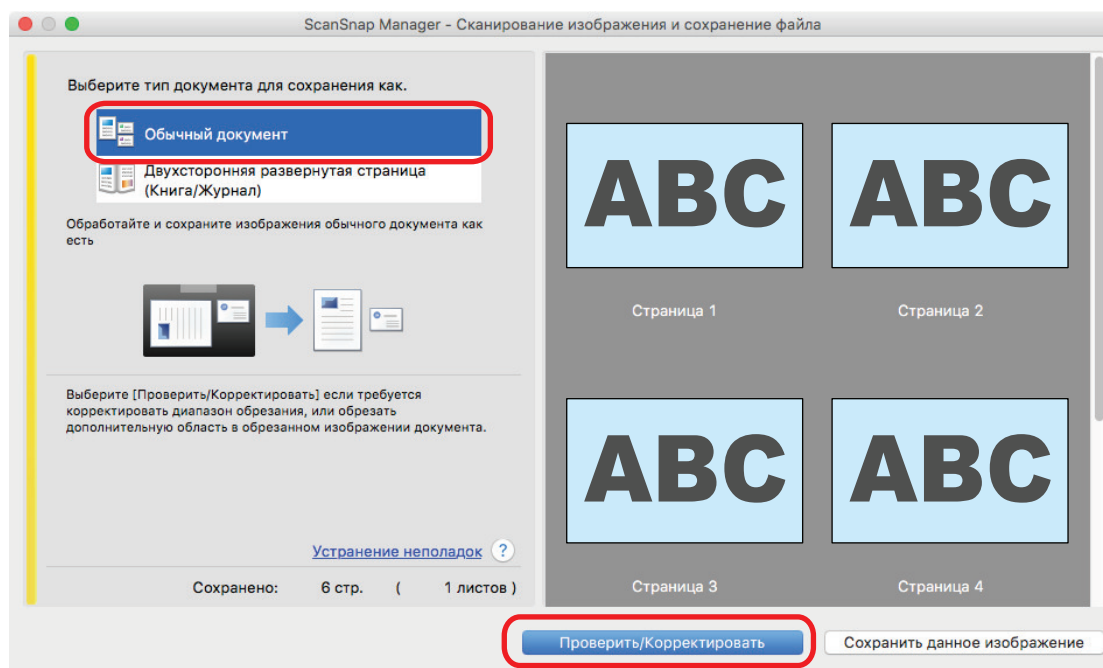 ScanSnap Manager - Сканирование изображения и сохранение файла
Выберите тип документа для сохранения как.
Обычный документ
Двухсторонняя развернутая страница
(Книга/Журнал)
Обработайте и сохраните изображения обычного документа как
есть
Выберите [Проверить/Корректировать] если требуется
корректировать диапазон обрезания, или обрезать
дополнительную область в обрезанном изображении документа.
Устранение неполадок ?
Сохранено: 6 стр. ( 1 листов )
ABC ABC
Страница 1 Страница 2
ABC ABC
Страница 3 Страница 4
Проверить/Корректировать Сохранить данное изображение